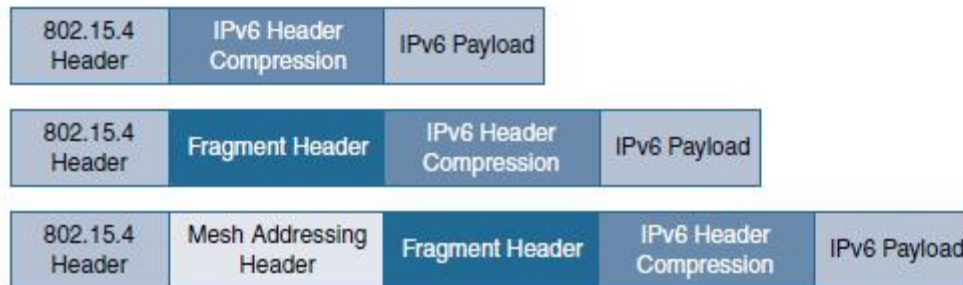 802.15.4 Header IPv6 Header Compression IPv6 Payload
802.15.4 Header Fragment Header IPv6 Header Compression IPv6 Payload
802.15.4 Header Mesh Addressing Header Fragment Header IPv6 Header Compression IPv6 Payload